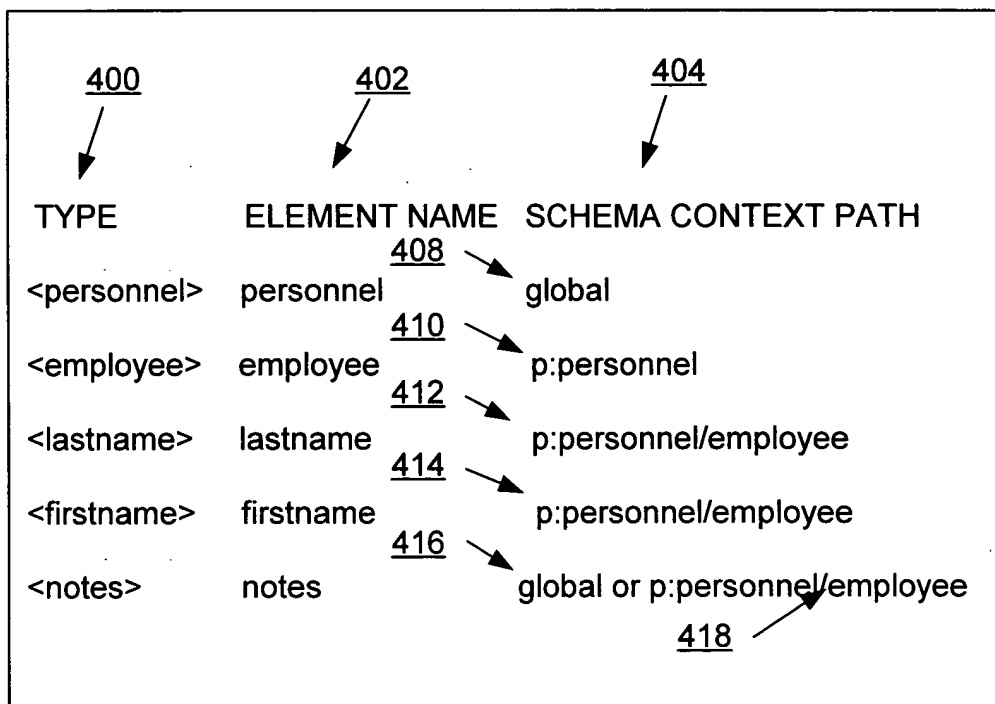 400 402 404
TYPE ELEMENT NAME SCHEMA CONTEXT PATH
408
<personnel> personnel global
410
<employee> employee p:personnel
412
<lastname> lastname p:personnel/employee
414
<firstname> firstname p:personnel/employee
416
<notes> notes global or p:personnel/employee
418